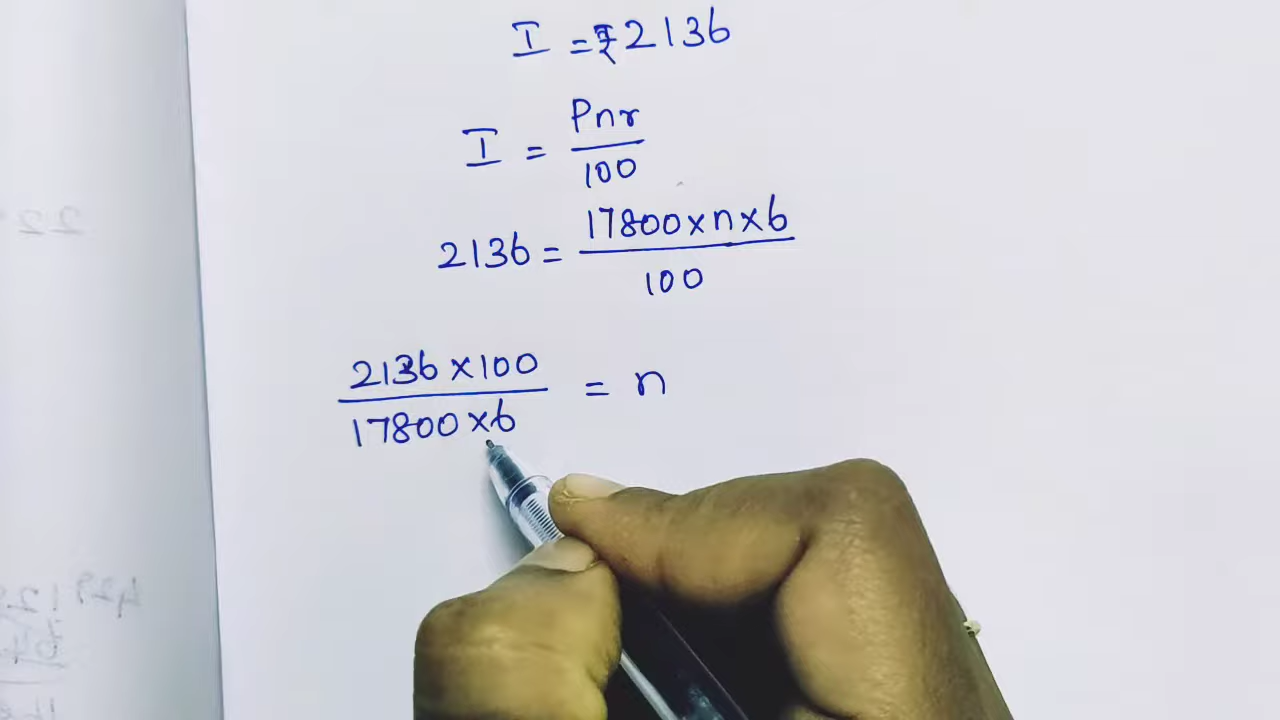 I = ₹2136
I = Pnr
100
2136 = 17800×n×6
100
2136×100 = n
17800×6